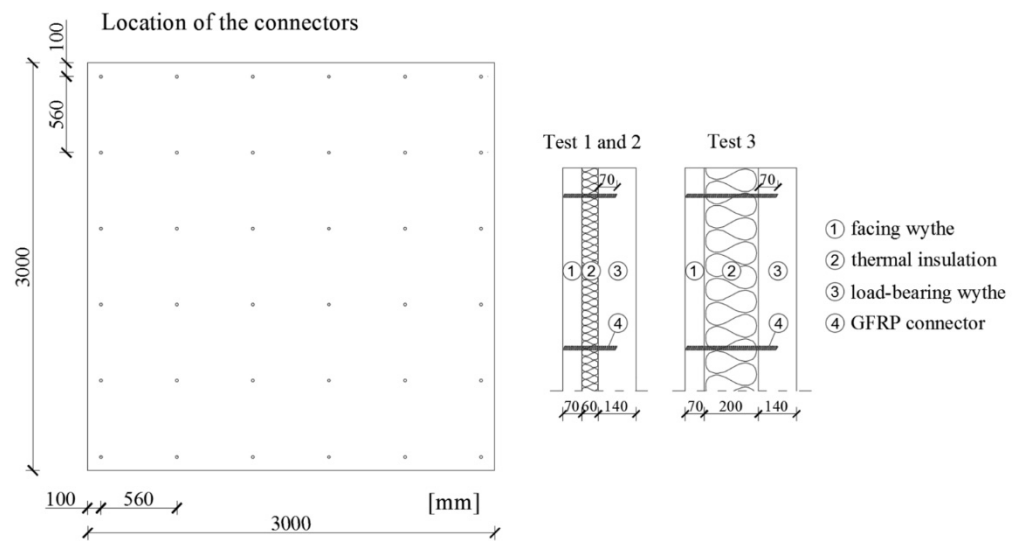 Location of the connectors
100
560
3000
100
560
[mm]
3000
Test 1 and 2
Test 3
70
70
1
2
3
1
2
3
4
4
70
60
140
70
200
140
1 facing wythe
2 thermal insulation
3 load-bearing wythe
4 GFRP connector